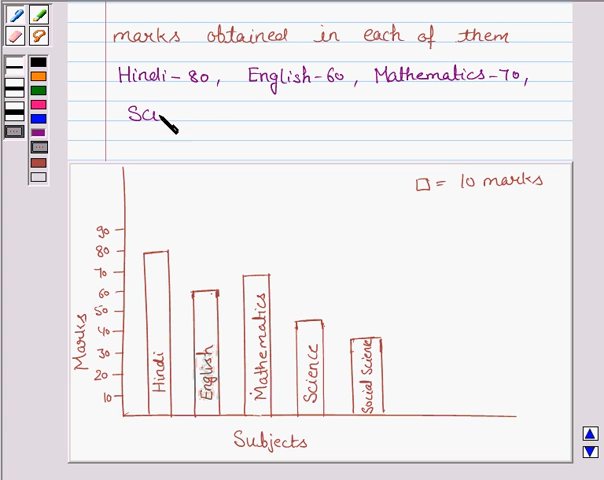 marks obtained in each of them
Hindi-80, English-60, Mathematics-70,
Sci
□ = 10 marks
90
80
70
60
50
40
30
20
10
Marks
Hindi
English
Mathematics
Science
Social Science
Subjects